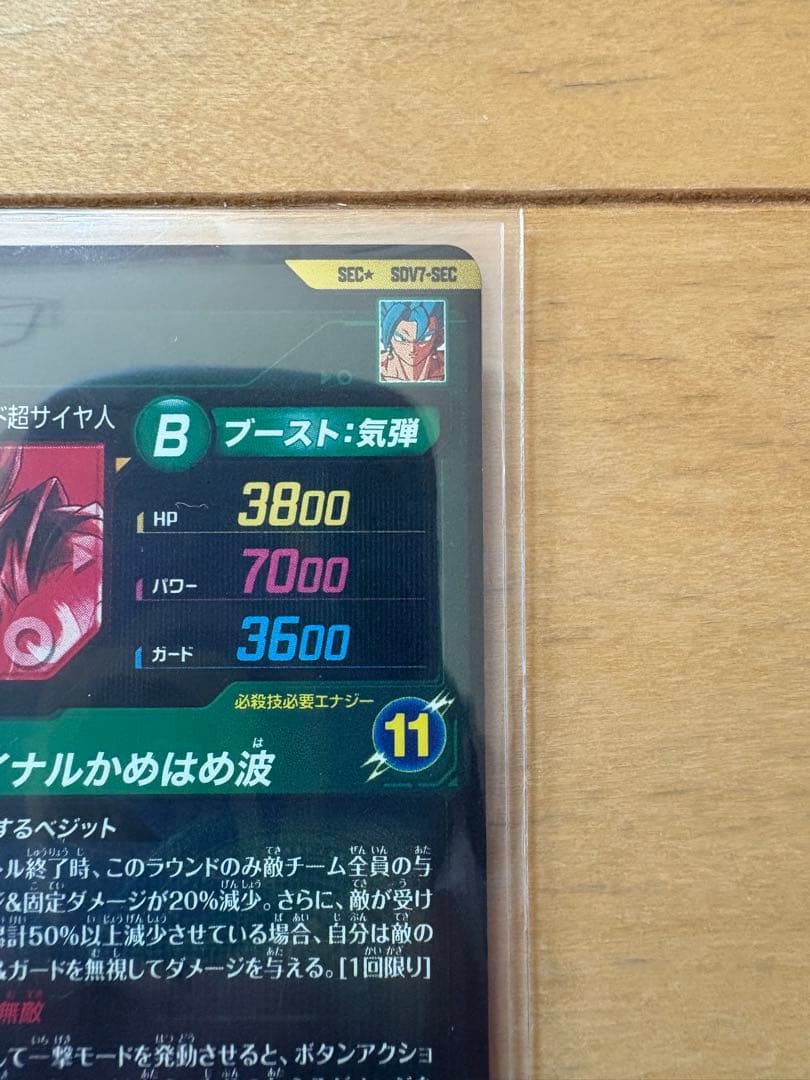 SEC★ SDV7-SEC
超サイヤ人
B ブースト:気弾
HP 3800
パワー 7000
ガード 3600
必殺技必要エナジー
11
イナルかめはめ波
するベジット
ル終了時、このラウンドのみ敵チーム全員の与
&固定ダメージが20%減少。さらに、敵が受け
計50%以上減少させている場合、自分は敵の
&ガードを無視してダメージを与える。[1回限り]
無敵
して一撃モードを発動させると、ボタンアクショ